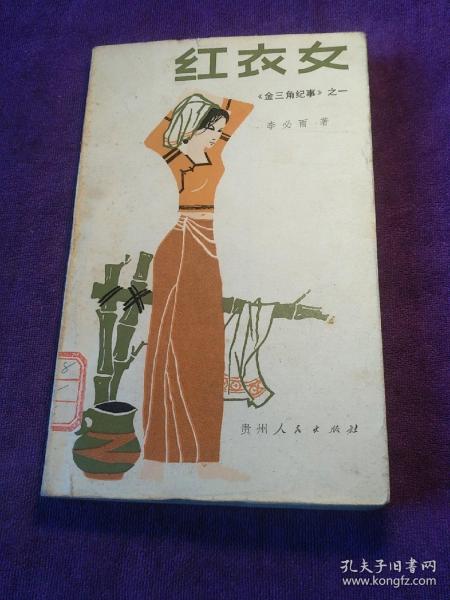 红衣女
《金三角纪事》之一
李必雨 著
8
贵州人民出版社
孔夫子旧书网
www.kongfz.com